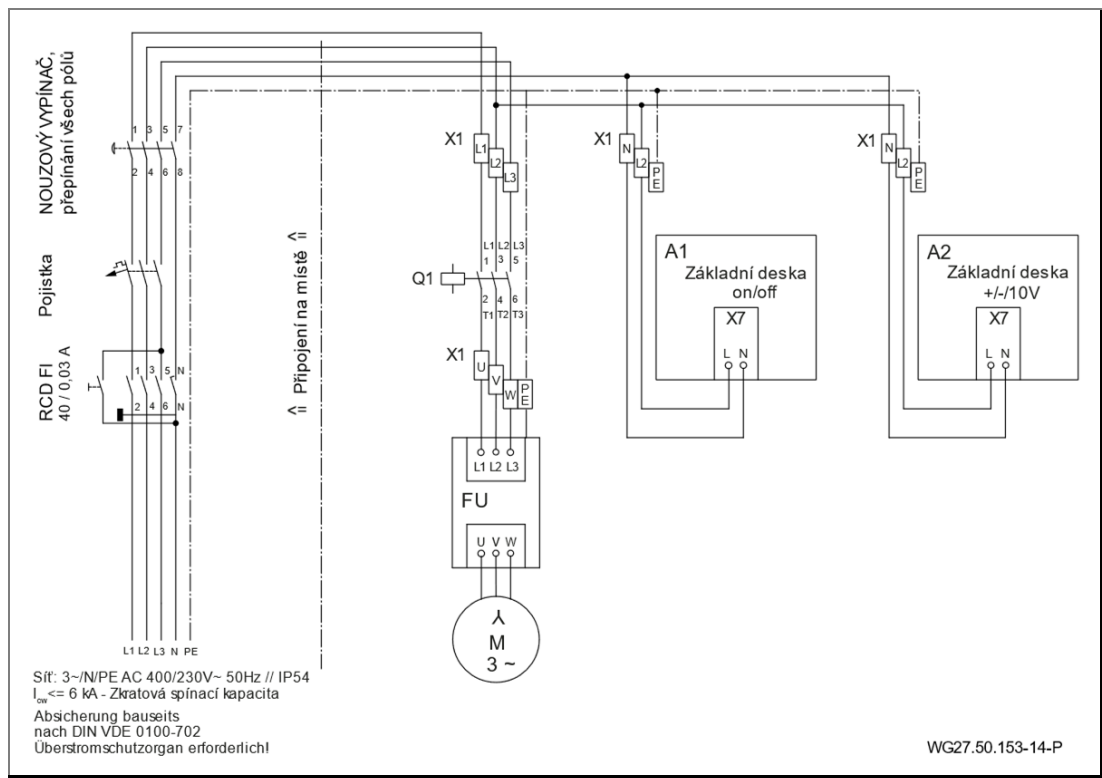 NOUZOVÝ VYPÍNAČ,
přepínání všech pólů
1 3 5 7
2 4 6 8
Pojistka
RCD FI
40 / 0,03 A
1 3 5 N
2 4 6 N
L1 L2 L3 N PE
<= Připojení na místě =>
X1
L1
L2
L3
L1 L2 L3
1 3 5
Q1
2 4 6
T1 T2 T3
X1
U
V
W
PE
L1 L2 L3
FU
U V W
M
3 ~
X1
N
L2
PE
A1
Základní deska
on/off
X7
L N
X1
N
L2
PE
A2
Základní deska
+/-/10V
X7
L N
Síť: 3~/N/PE AC 400/230V~ 50Hz // IP54
Icw<= 6 kA - Zkratová spínací kapacita
Absicherung bauseits
nach DIN VDE 0100-702
Überstromschutzorgan erforderlich!
WG27.50.153-14-P